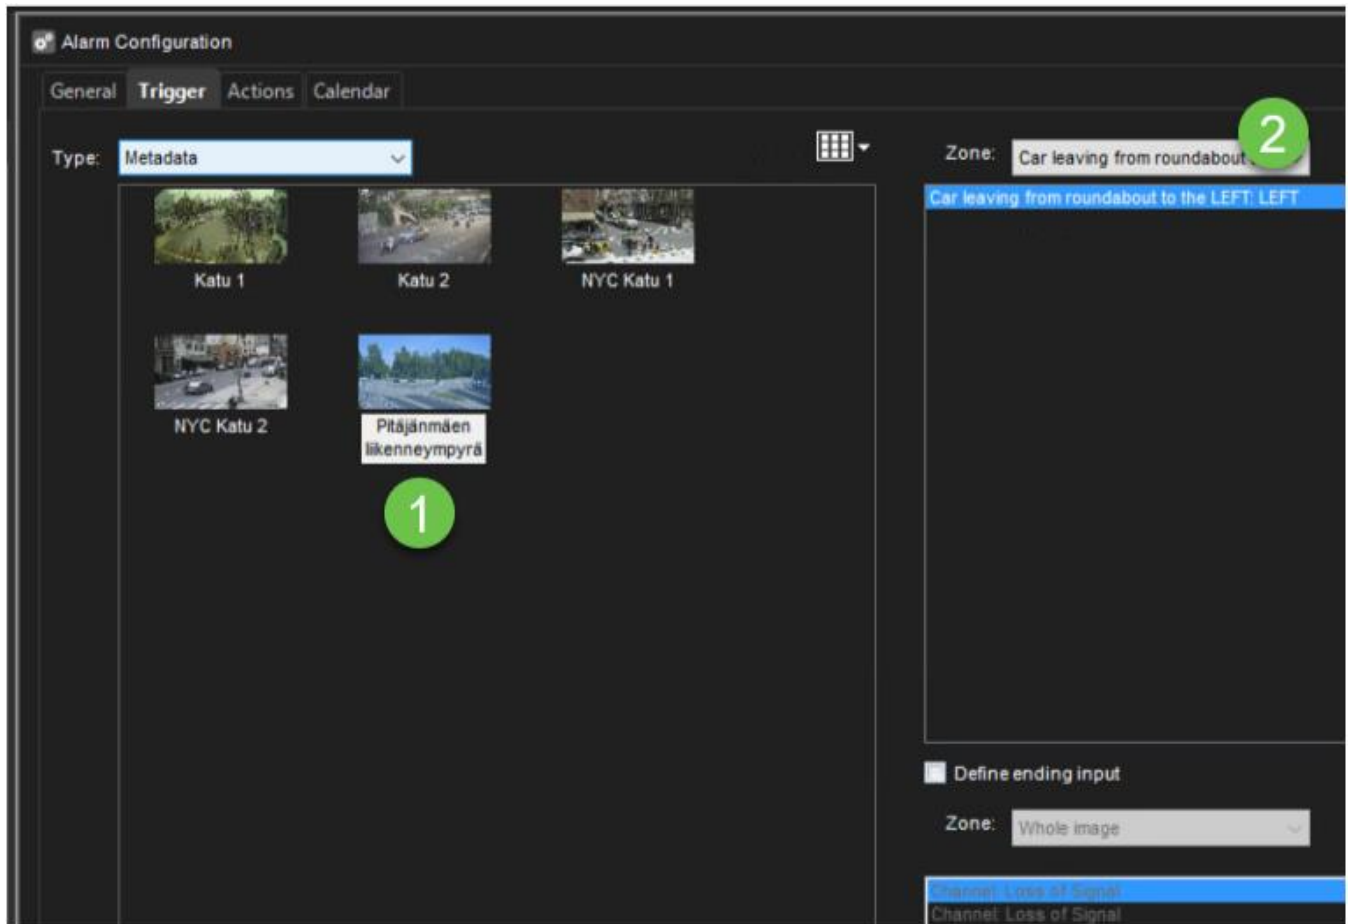 Alarm Configuration
General Trigger Actions Calendar
Type: Metadata
Zone: Car leaving from roundabout
2
Car leaving from roundabout to the LEFT: LEFT
Katu 1 Katu 2 NYC Katu 1
NYC Katu 2
Pitäjänmäen
liikenneympyrä
1
Define ending input
Zone: Whole image
Channel: Loss of Signal
Channel: Loss of Signal